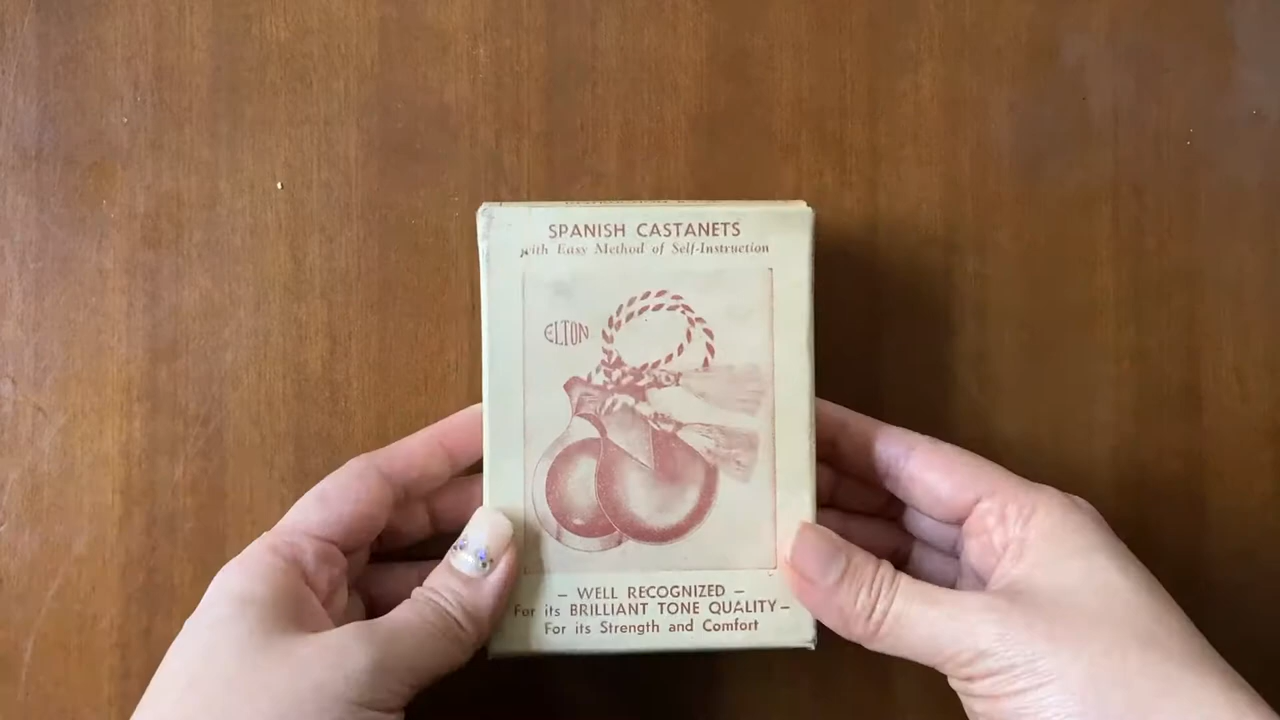 SPANISH CASTANETS
with Easy Method of Self-Instruction
ELTON
– WELL RECOGNIZED –
For its BRILLIANT TONE QUALITY –
For its Strength and Comfort